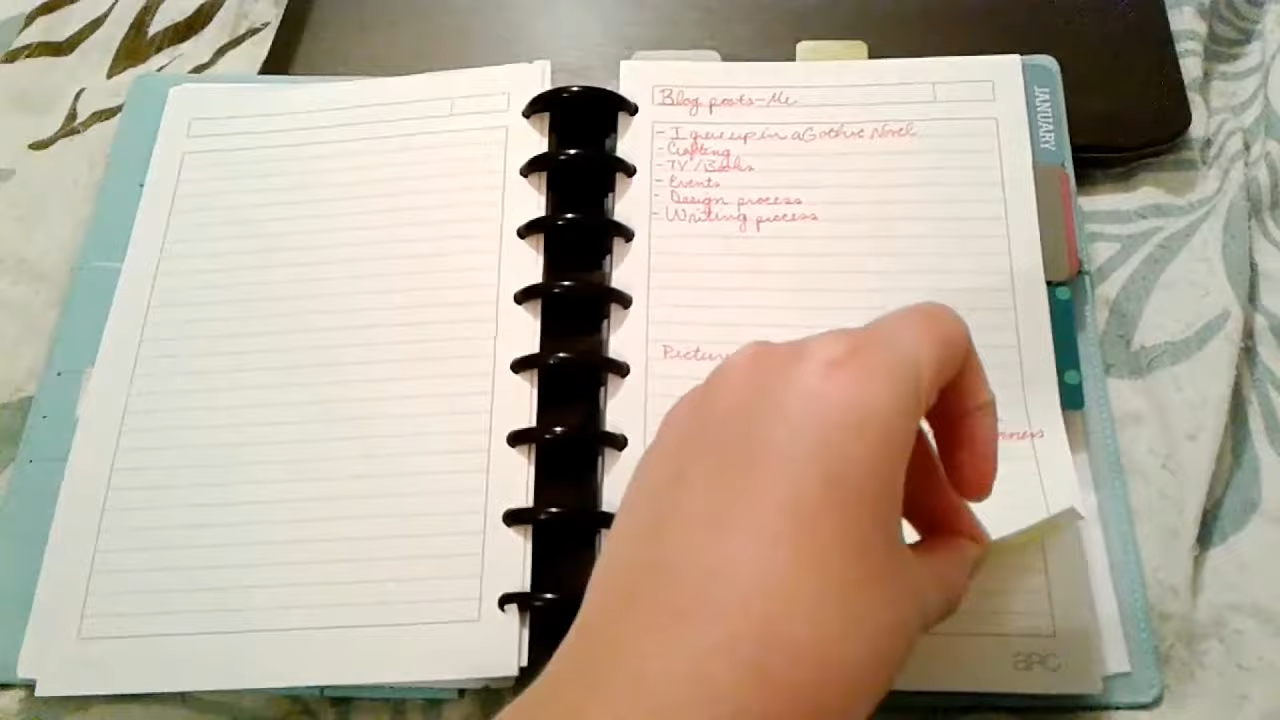 Blog posts-Me
JANUARY
- I grew up in a Gothic Novel
- Crafting
- TV/Books
- Events
- Design process
- Writing process
arc